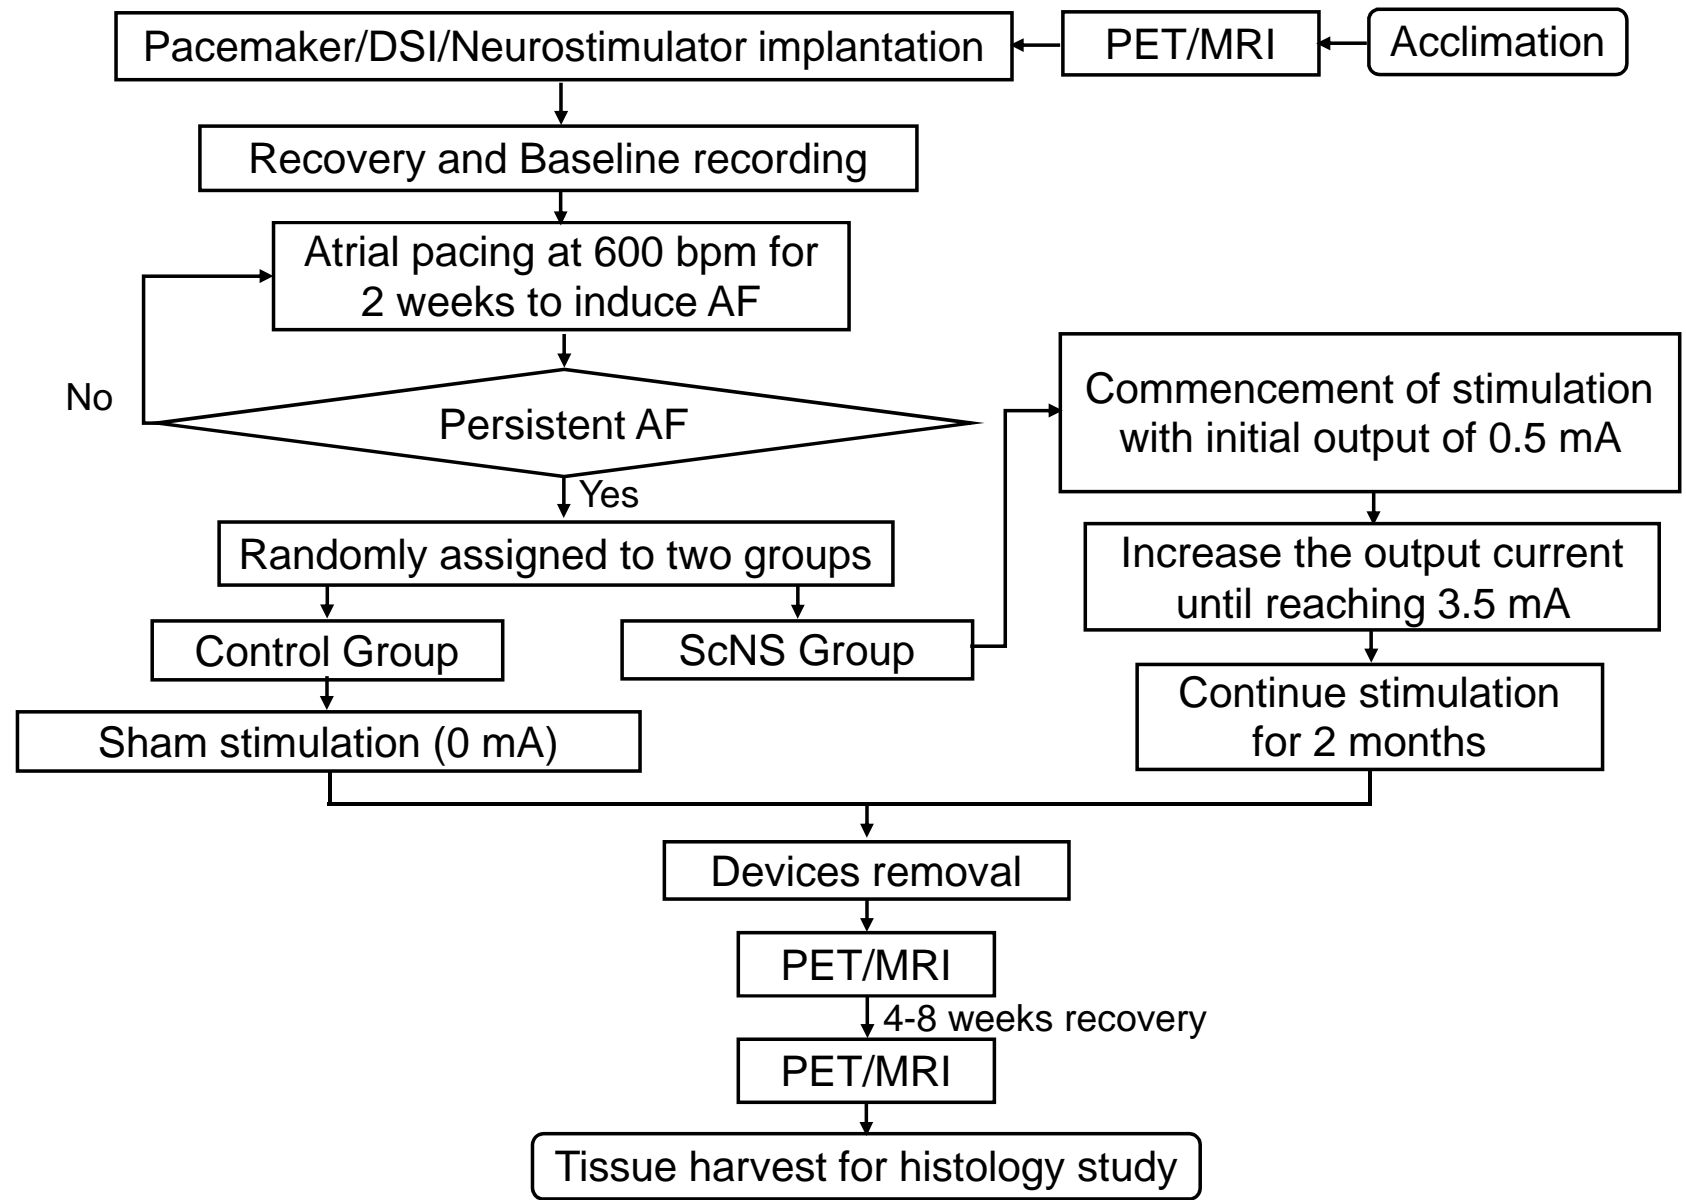 Acclimation
PET/MRI
Pacemaker/DSI/Neurostimulator implantation
Recovery and Baseline recording
Atrial pacing at 600 bpm for
2 weeks to induce AF
No
Persistent AF
Yes
Randomly assigned to two groups
Control Group
ScNS Group
Sham stimulation (0 mA)
Commencement of stimulation
with initial output of 0.5 mA
Increase the output current
until reaching 3.5 mA
Continue stimulation
for 2 months
Devices removal
PET/MRI
4-8 weeks recovery
PET/MRI
Tissue harvest for histology study